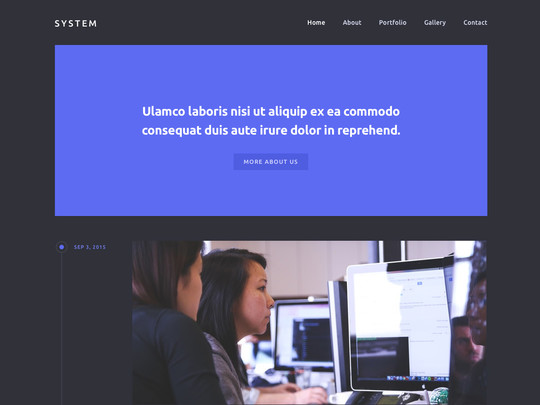 SYSTEM
Home About Portfolio Gallery Contact
Ulamco laboris nisi ut aliquip ex ea commodo
consequat duis aute irure dolor in reprehend.
MORE ABOUT US
SEP 3, 2015